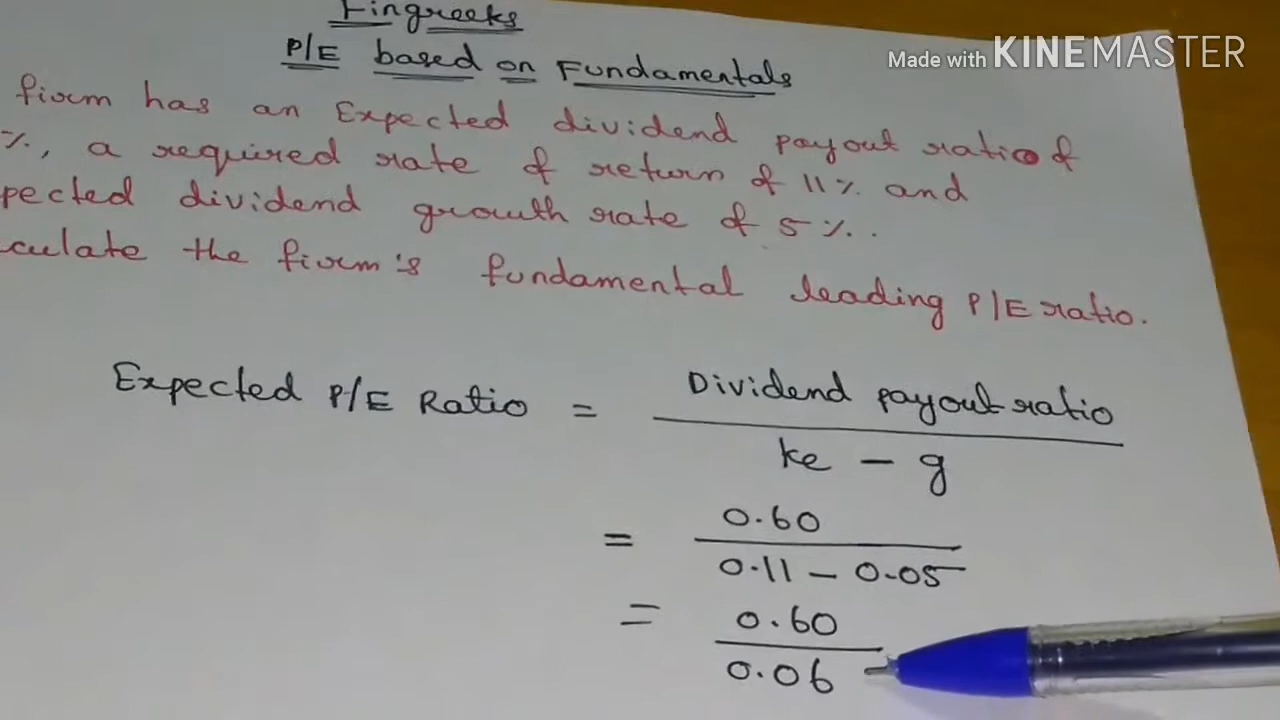 Fingreeks
Made with KINEMASTER
P/E based on Fundamentals
firm has an Expected dividend payout ratio of
%, a required rate of return of 11% and
pected dividend growth rate of 5%.
culate the firm's fundamental leading P/E ratio.
Expected P/E Ratio = Dividend payout ratio
ke - g
= 0.60
0.11 - 0.05
= 0.60
0.06